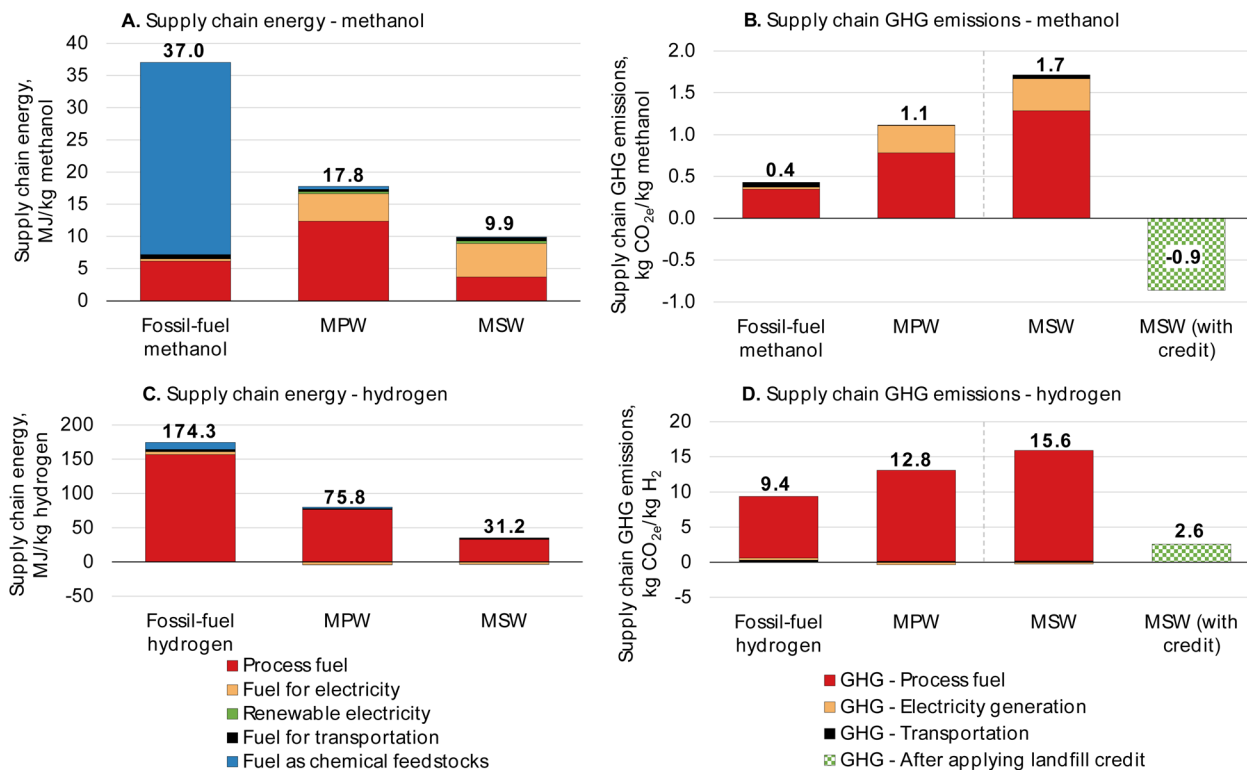 A. Supply chain energy - methanol
Supply chain energy,
MJ/kg methanol
40
35
30
25
20
15
10
5
0
37.0
17.8
9.9
Fossil-fuel
methanol
MPW
MSW
B. Supply chain GHG emissions - methanol
Supply chain GHG emissions,
kg CO2e/kg methanol
2.0
1.5
1.0
0.5
0.0
-0.5
-1.0
0.4
1.1
1.7
-0.9
Fossil-fuel
methanol
MPW
MSW
MSW (with
credit)
C. Supply chain energy - hydrogen
Supply chain energy,
MJ/kg hydrogen
200
150
100
50
0
-50
174.3
75.8
31.2
Fossil-fuel
hydrogen
MPW
MSW
Process fuel
Fuel for electricity
Renewable electricity
Fuel for transportation
Fuel as chemical feedstocks
D. Supply chain GHG emissions - hydrogen
Supply chain GHG emissions,
kg CO2e/kg H2
20
15
10
5
0
-5
9.4
12.8
15.6
2.6
Fossil-fuel
hydrogen
MPW
MSW
MSW (with
credit)
GHG - Process fuel
GHG - Electricity generation
GHG - Transportation
GHG - After applying landfill credit